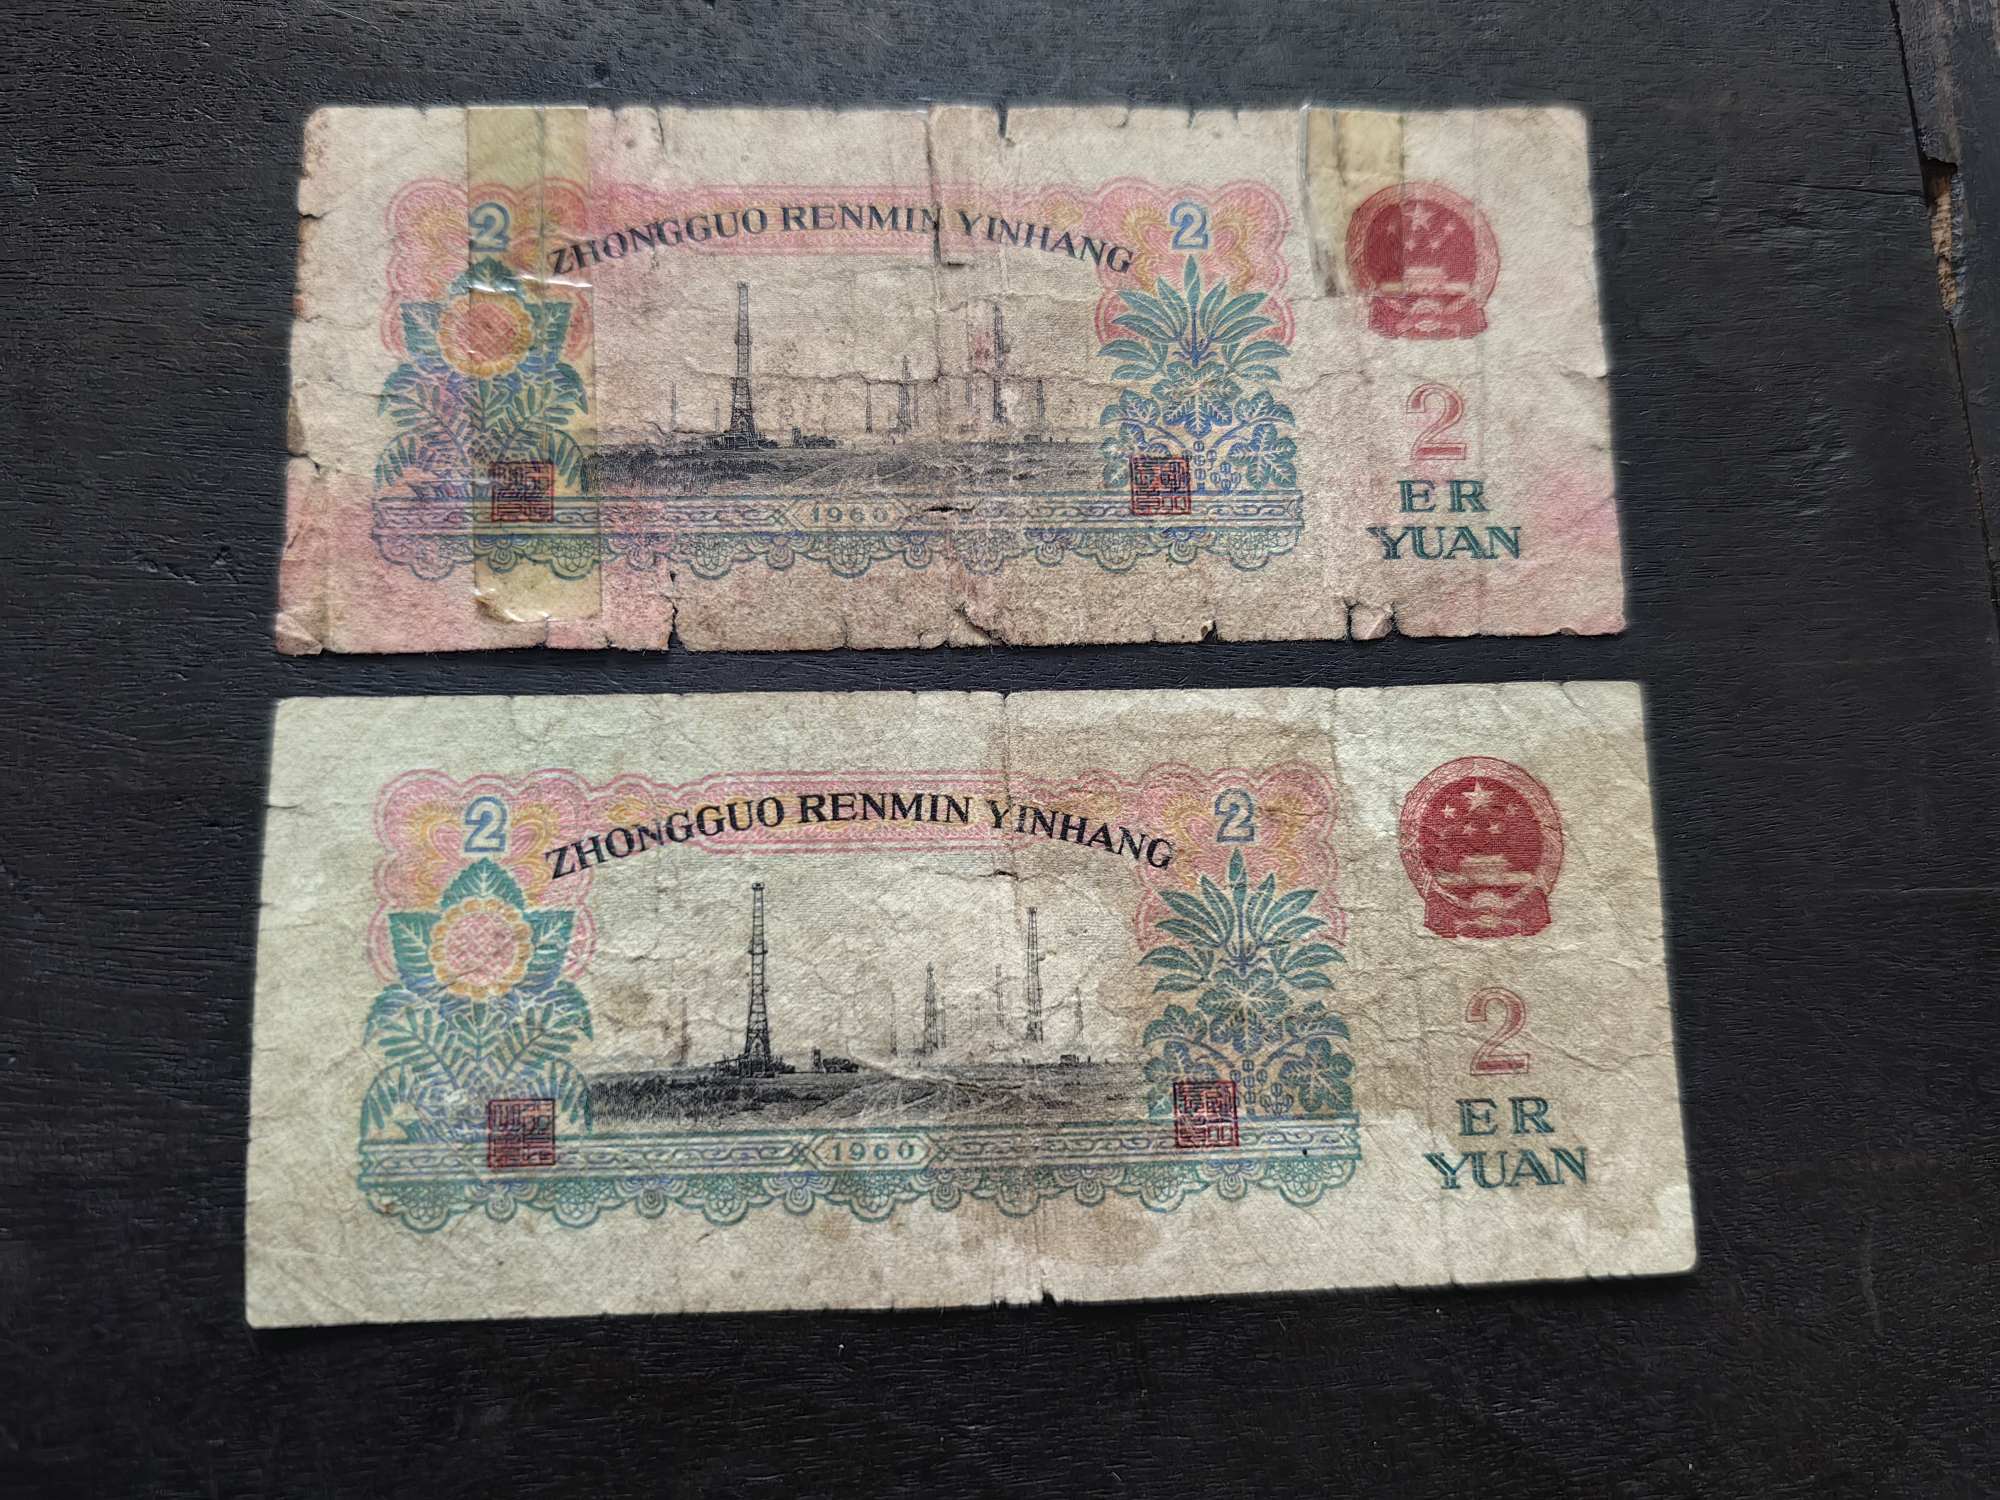 2
ZHONGGUO RENMIN YINHANG
2
2
ER
YUAN
1960
2
ZHONGGUO RENMIN YINHANG
2
2
ER
YUAN
1960